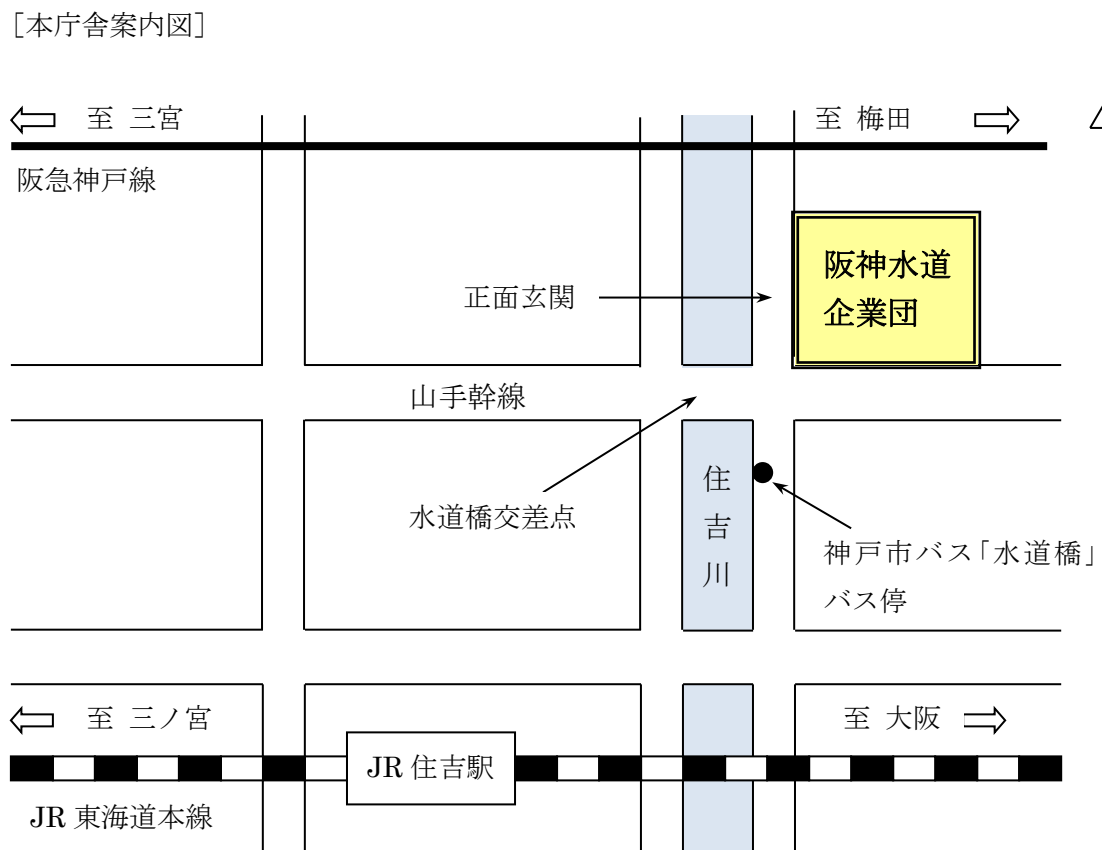 ［本庁舎案内図］
至 三宮
至 梅田
阪急神戸線
阪神水道
企業団
正面玄関
山手幹線
住吉川
水道橋交差点
神戸市バス「水道橋」
バス停
至 三ノ宮
至 大阪
JR 住吉駅
JR 東海道本線